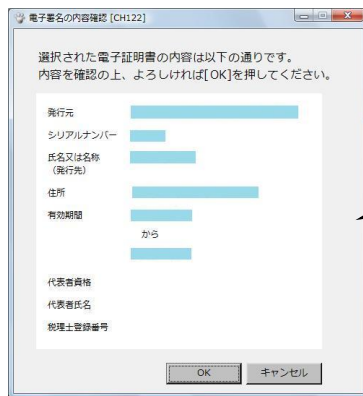 電子署名の内容確認 [CH122]
選択された電子証明書の内容は以下の通りです。
内容を確認の上、よろしければ[OK]を押してください。
発行元
シリアルナンバー
氏名又は名称
(発行先)
住所
有効期間
から
代表者資格
代表者氏名
税理士登録番号
OK キャンセル